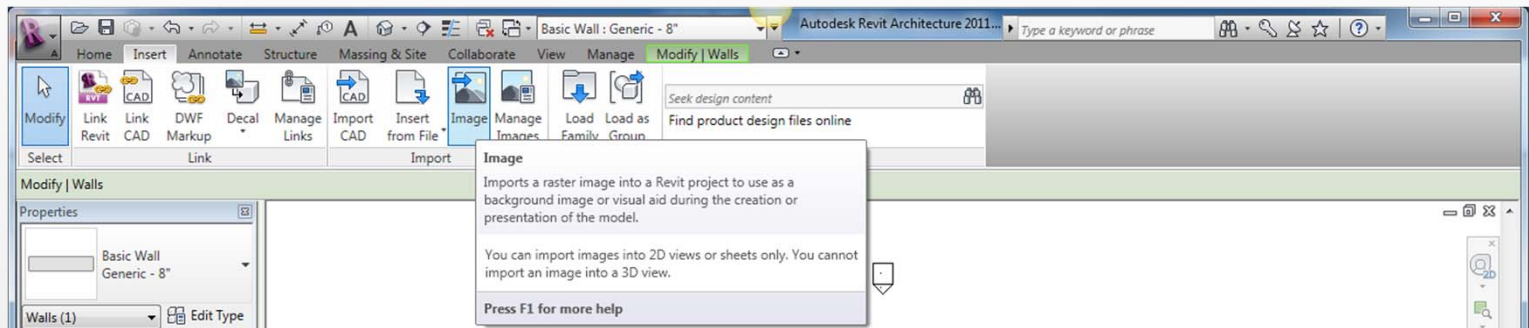 Basic Wall : Generic - 8"
Autodesk Revit Architecture 2011...
Type a keyword or phrase
Home Insert Annotate Structure Massing & Site Collaborate View Manage Modify | Walls
Modify
Link Revit
Link CAD
DWF Markup
Decal
Manage Links
Import CAD
Insert from File
Image
Manage Images
Load Family
Load as Group
Seek design content
Find product design files online
Select
Link
Import
Modify | Walls
Image
Imports a raster image into a Revit project to use as a
background image or visual aid during the creation or
presentation of the model.
You can import images into 2D views or sheets only. You cannot
import an image into a 3D view.
Press F1 for more help
Properties
Basic Wall
Generic - 8"
Walls (1)
Edit Type
2D